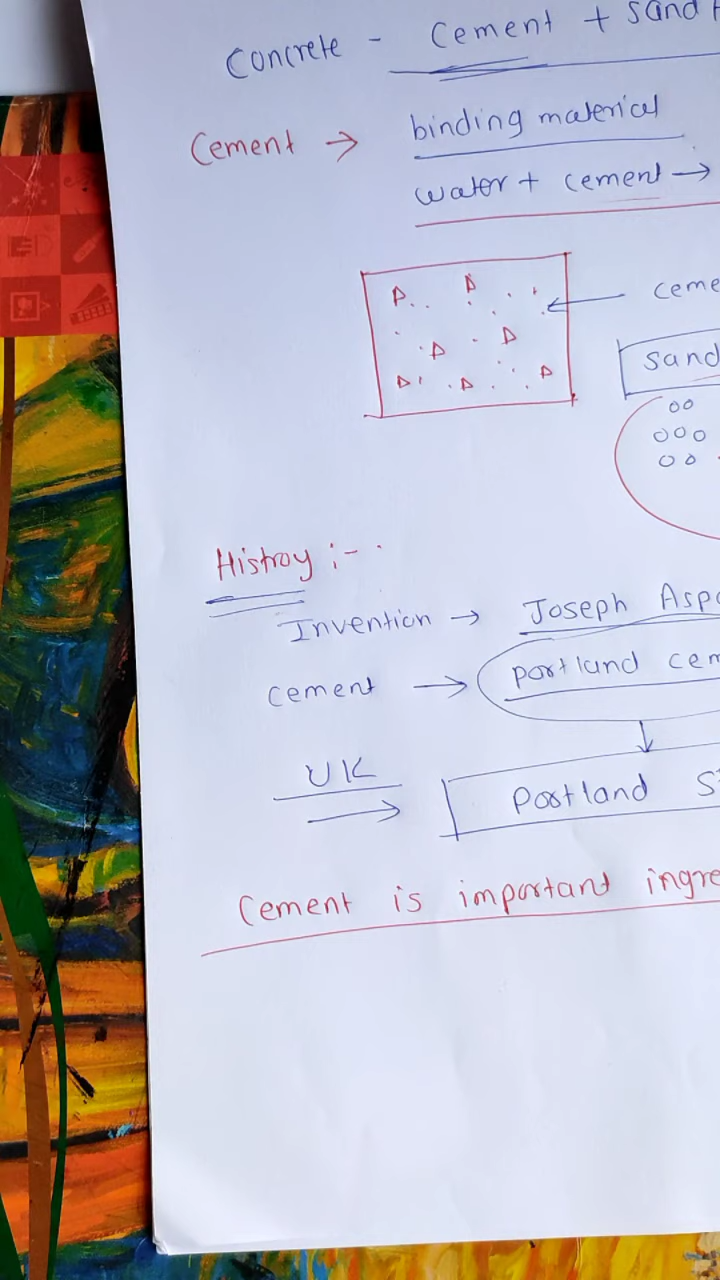 Concrete - Cement + Sand
Cement → binding material
water + cement →
Ceme
Sand
Histroy :-
Invention → Joseph Asp
cement → portland cem
UK
Portland S
Cement is important ingre